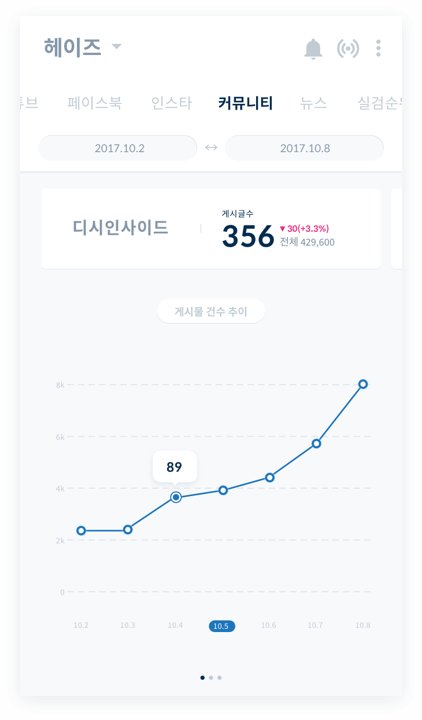 헤이즈
튜브 페이스북 인스타 커뮤니티 뉴스 실검순
2017.10.2 2017.10.8
디시인사이드
게시글수
356 ▼30(+3.3%)
전체 429,600
게시물 건수 추이
8k
6k
4k
2k
0
89
10.2 10.3 10.4 10.5 10.6 10.7 10.8